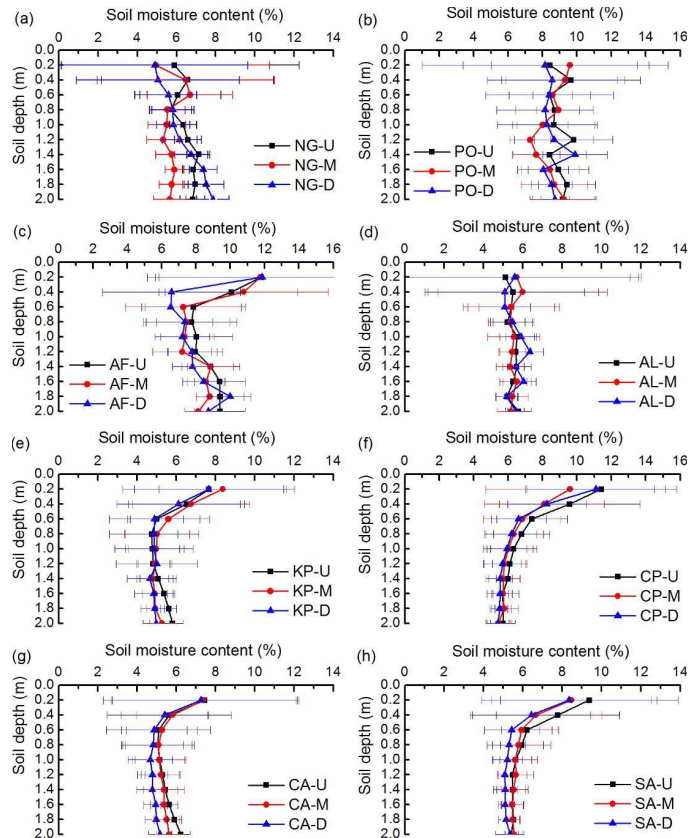 Soil moisture content (%)
Soil moisture content (%)
(a)
0 2 4 6 8 10 12 14
(b)
0 2 4 6 8 10 12 14 16
Soil depth (m)
0.0
0.2
0.4
0.6
0.8
1.0
1.2
1.4
1.6
1.8
2.0
NG-U
NG-M
NG-D
Soil depth (m)
0.0
0.2
0.4
0.6
0.8
1.0
1.2
1.4
1.6
1.8
2.0
PO-U
PO-M
PO-D
Soil moisture content (%)
Soil moisture content (%)
(c)
0 2 4 6 8 10 12 14 16
(d)
0 2 4 6 8 10 12 14
Soil depth (m)
0.0
0.2
0.4
0.6
0.8
1.0
1.2
1.4
1.6
1.8
2.0
AF-U
AF-M
AF-D
Soil depth (m)
0.0
0.2
0.4
0.6
0.8
1.0
1.2
1.4
1.6
1.8
2.0
AL-U
AL-M
AL-D
Soil moisture content (%)
Soil moisture content (%)
(e)
0 2 4 6 8 10 12 14
(f)
0 2 4 6 8 10 12 14 16
Soil depth (m)
0.0
0.2
0.4
0.6
0.8
1.0
1.2
1.4
1.6
1.8
2.0
KP-U
KP-M
KP-D
Soil depth (m)
0.0
0.2
0.4
0.6
0.8
1.0
1.2
1.4
1.6
1.8
2.0
CP-U
CP-M
CP-D
Soil moisture content (%)
Soil moisture content (%)
(g)
0 2 4 6 8 10 12 14
(h)
0 2 4 6 8 10 12 14
Soil depth (m)
0.0
0.2
0.4
0.6
0.8
1.0
1.2
1.4
1.6
1.8
2.0
CA-U
CA-M
CA-D
Soil depth (m)
0.0
0.2
0.4
0.6
0.8
1.0
1.2
1.4
1.6
1.8
2.0
SA-U
SA-M
SA-D